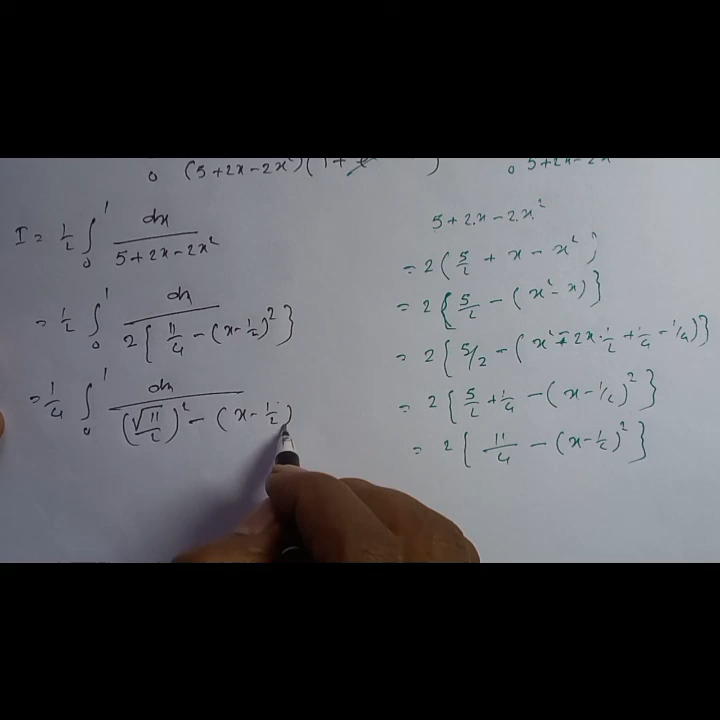 0 (5+2x-2x²)(1+
0 5+2x-2x
I = 1/2 ∫₀¹ dx / 5+2x-2x²
= 1/2 ∫₀¹ dx / 2{11/4 - (x-1/2)²}
= 1/4 ∫₀¹ dx / (√11/2)² - (x-1/2)
5+2x-2x²
= 2(5/2 + x - x²)
= 2{5/2 - (x²-x)}
= 2{5/2 - (x²-2x·1/2 + 1/4 - 1/4)}
= 2{5/2 + 1/4 - (x-1/2)²}
= 2{11/4 - (x-1/2)²}